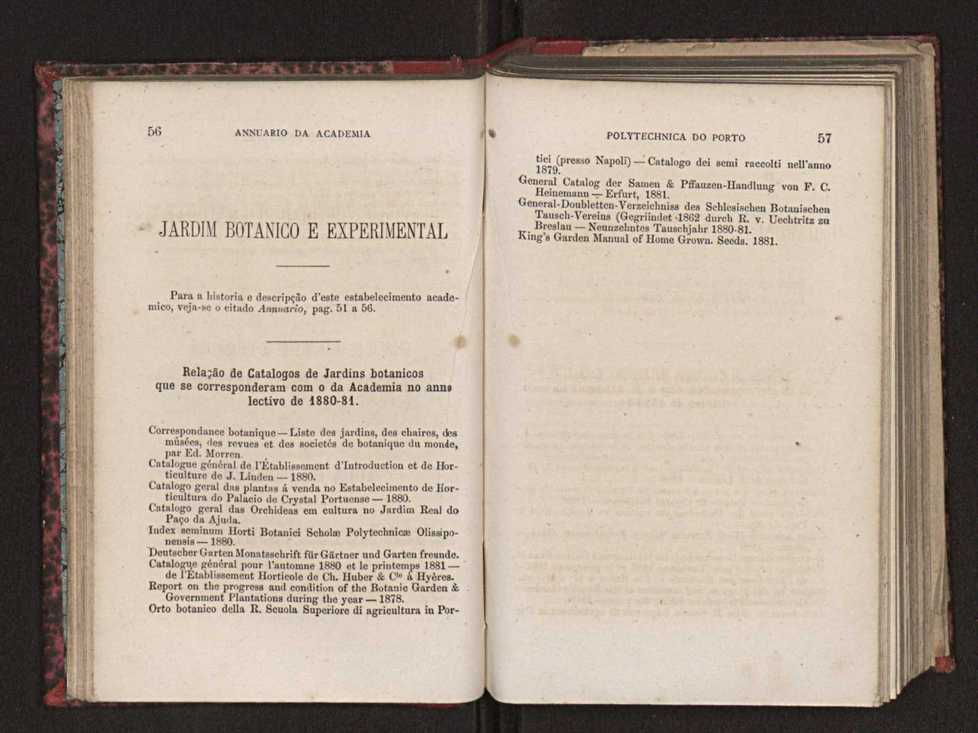 56
ANNUARIO DA ACADEMIA
JARDIM BOTANICO E EXPERIMENTAL
Para a historia e descripção d'este estabelecimento acade-
mico, veja-se o citado Annuario, pag. 51 a 56.
Relação de Catalogos de Jardins botanicos
que se corresponderam com o da Academia no anno
lectivo de 1880-81.
Correspondance botanique — Liste des jardins, des chaires, des
músées, des revues et des societés de botanique du monde,
par Ed. Morren.
Catalogue général de l'Établissement d'Introduction et de Hor-
ticulture de J. Linden — 1880.
Catalogo geral das plantas á venda no Estabelecimento de Hor-
ticultura do Palacio de Crystal Portuense — 1880.
Catalogo geral das Orchideas em cultura no Jardim Real do
Paço da Ajuda.
Index seminum Horti Botanici Scholæ Polytechnicæ Olissipo-
nensis — 1880.
Deutscher Garten Monatsschrift für Gärtner und Garten freunde.
Catalogue général pour l'automne 1880 et le printemps 1881 —
de l'Établissement Horticole de Ch. Huber & Cie á Hyères.
Report on the progress and condition of the Botanic Garden &
Government Plantations during the year — 1878.
Orto botanico della R. Scuola Superiore di agricultura in Por-
POLYTECHNICA DO PORTO
57
tici (presso Napoli) — Catalogo dei semi raccolti nell'anno
1879.
General Catalog der Samen & Pffauzen-Handlung von F. C.
Heinemann — Erfurt, 1881.
General-Doubletten-Verzeichniss des Schlesischen Botanischen
Tausch-Vereins (Gegriindet 1862 durch R. v. Uechtritz zu
Breslau — Neunzehntes Tauschjahr 1880-81.
King's Garden Manual of Home Grown. Seeds. 1881.